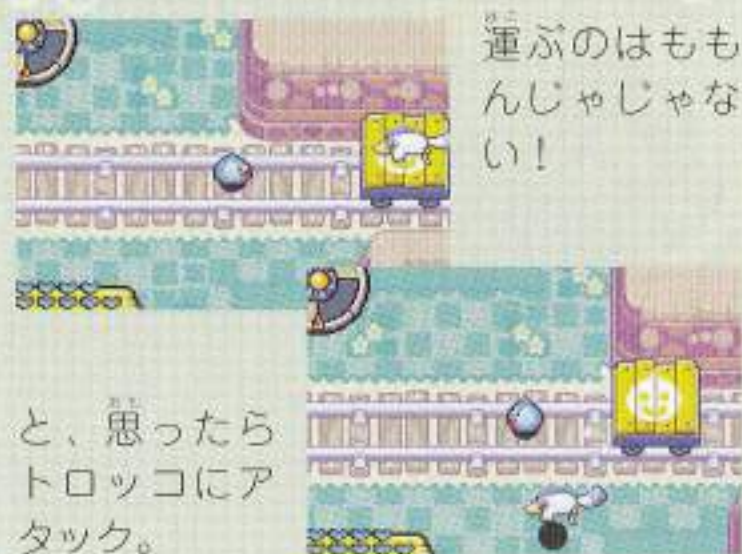 運ぶのはもも
んじゃじゃな
い！
と、思ったら
トロッコにア
タック。